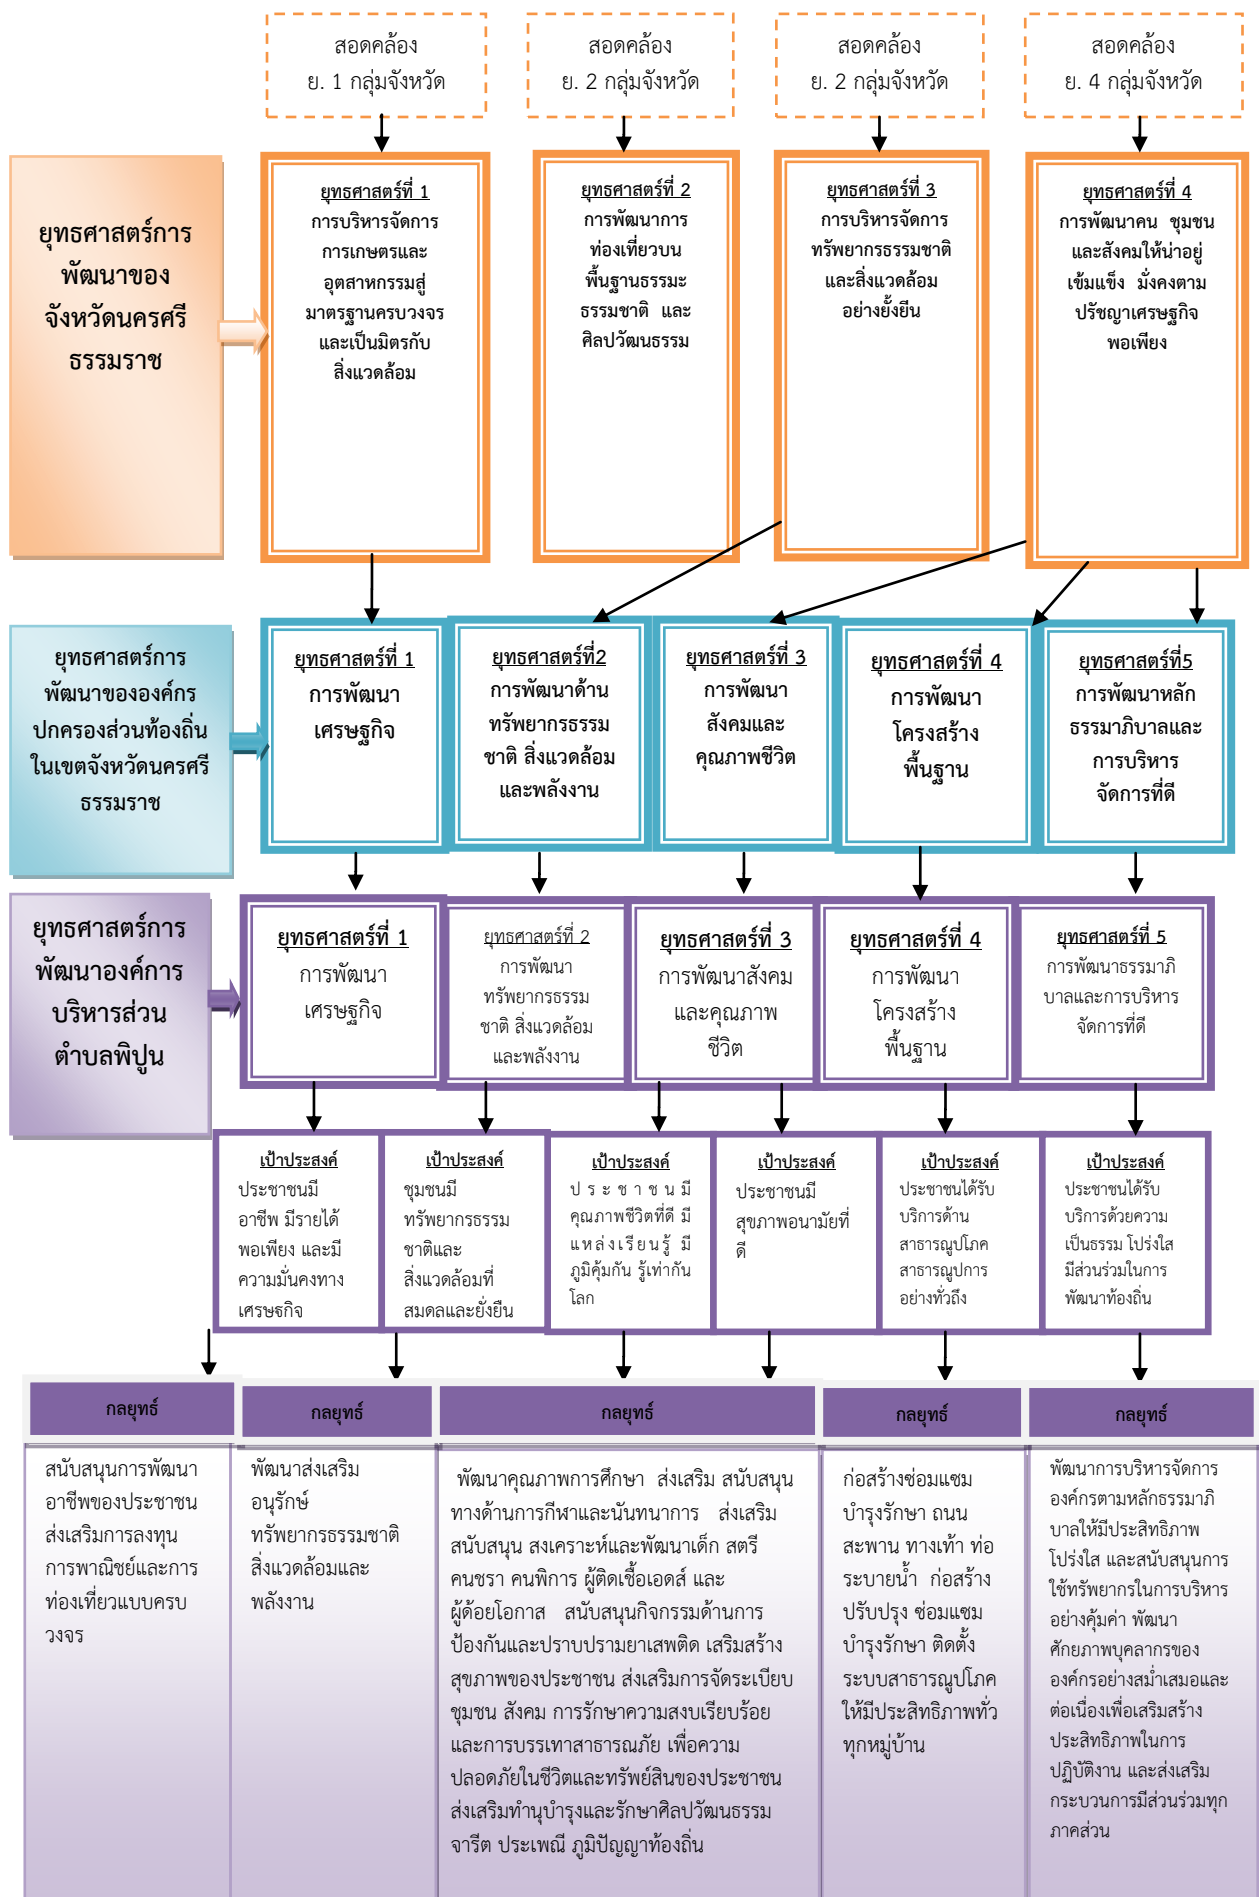 สอดคล้อง
ย. 1 กลุ่มจังหวัด
สอดคล้อง
ย. 2 กลุ่มจังหวัด
สอดคล้อง
ย. 2 กลุ่มจังหวัด
สอดคล้อง
ย. 4 กลุ่มจังหวัด
ยุทธศาสตร์การ
พัฒนาของ
จังหวัดนครศรี
ธรรมราช
ยุทธศาสตร์ที่ 1
การบริหารจัดการ
การเกษตรและ
อุตสาหกรรมสู่
มาตรฐานครบวงจร
และเป็นมิตรกับ
สิ่งแวดล้อม
ยุทธศาสตร์ที่ 2
การพัฒนาการ
ท่องเที่ยวบน
พื้นฐานธรรมะ
ธรรมชาติ และ
ศิลปวัฒนธรรม
ยุทธศาสตร์ที่ 3
การบริหารจัดการ
ทรัพยากรธรรมชาติ
และสิ่งแวดล้อม
อย่างยั้งยืน
ยุทธศาสตร์ที่ 4
การพัฒนาคน ชุมชน
และสังคมให้น่าอยู่
เข้มแข็ง มั่งคงตาม
ปรัชญาเศรษฐกิจ
พอเพียง
ยุทธศาสตร์การ
พัฒนาขององค์กร
ปกครองส่วนท้องถิ่น
ในเขตจังหวัดนครศรี
ธรรมราช
ยุทธศาสตร์ที่ 1
การพัฒนา
เศรษฐกิจ
ยุทธศาสตร์ที่2
การพัฒนาด้าน
ทรัพยากรธรรม
ชาติ สิ่งแวดล้อม
และพลังงาน
ยุทธศาสตร์ที่ 3
การพัฒนา
สังคมและ
คุณภาพชีวิต
ยุทธศาสตร์ที่ 4
การพัฒนา
โครงสร้าง
พื้นฐาน
ยุทธศาสตร์ที่5
การพัฒนาหลัก
ธรรมาภิบาลและ
การบริหาร
จัดการที่ดี
ยุทธศาสตร์การ
พัฒนาองค์การ
บริหารส่วน
ตำบลพิปูน
ยุทธศาสตร์ที่ 1
การพัฒนา
เศรษฐกิจ
ยุทธศาสตร์ที่ 2
การพัฒนา
ทรัพยากรธรรม
ชาติ สิ่งแวดล้อม
และพลังงาน
ยุทธศาสตร์ที่ 3
การพัฒนาสังคม
และคุณภาพ
ชีวิต
ยุทธศาสตร์ที่ 4
การพัฒนา
โครงสร้าง
พื้นฐาน
ยุทธศาสตร์ที่ 5
การพัฒนาธรรมาภิ
บาลและการบริหาร
จัดการที่ดี
เป้าประสงค์
ประชาชนมี
อาชีพ มีรายได้
พอเพียง และมี
ความมั่นคงทาง
เศรษฐกิจ
เป้าประสงค์
ชุมชนมี
ทรัพยากรธรรม
ชาติและ
สิ่งแวดล้อมที่
สมดลและยั่งยืน
เป้าประสงค์
ป ร ะ ช า ช น มี
คุณภาพชีวิตที่ดี มี
แหล่งเรียนรู้ มี
ภูมิคุ้มกัน รู้เท่ากัน
โลก
เป้าประสงค์
ประชาชนมี
สุขภาพอนามัยที่
ดี
เป้าประสงค์
ประชาชนได้รับ
บริการด้าน
สาธารณูปโภค
สาธารณูปการ
อย่างทั่วถึง
เป้าประสงค์
ประชาชนได้รับ
บริการด้วยความ
เป็นธรรม โปร่งใส
มีส่วนร่วมในการ
พัฒนาท้องถิ่น
กลยุทธ์
สนับสนุนการพัฒนา
อาชีพของประชาชน
ส่งเสริมการลงทุน
การพาณิชย์และการ
ท่องเที่ยวแบบครบ
วงจร
กลยุทธ์
พัฒนาส่งเสริม
อนุรักษ์
ทรัพยากรธรรมชาติ
สิ่งแวดล้อมและ
พลังงาน
กลยุทธ์
พัฒนาคุณภาพการศึกษา ส่งเสริม สนับสนุน
ทางด้านการกีฬาและนันทนาการ ส่งเสริม
สนับสนุน สงเคราะห์และพัฒนาเด็ก สตรี
คนชรา คนพิการ ผู้ติดเชื้อเอดส์ และ
ผู้ด้อยโอกาส สนับสนุนกิจกรรมด้านการ
ป้องกันและปราบปรามยาเสพติด เสริมสร้าง
สุขภาพของประชาชน ส่งเสริมการจัดระเบียบ
ชุมชน สังคม การรักษาความสงบเรียบร้อย
และการบรรเทาสาธารณภัย เพื่อความ
ปลอดภัยในชีวิตและทรัพย์สินของประชาชน
ส่งเสริมทำนุบำรุงและรักษาศิลปวัฒนธรรม
จารีต ประเพณี ภูมิปัญญาท้องถิ่น
กลยุทธ์
ก่อสร้างซ่อมแซม
บำรุงรักษา ถนน
สะพาน ทางเท้า ท่อ
ระบายน้ำ ก่อสร้าง
ปรับปรุง ซ่อมแซม
บำรุงรักษา ติดตั้ง
ระบบสาธารณูปโภค
ให้มีประสิทธิภาพทั่ว
ทุกหมู่บ้าน
กลยุทธ์
พัฒนาการบริหารจัดการ
องค์กรตามหลักธรรมาภิ
บาลให้มีประสิทธิภาพ
โปร่งใส และสนับสนุนการ
ใช้ทรัพยากรในการบริหาร
อย่างคุ้มค่า พัฒนา
ศักยภาพบุคลากรของ
องค์กรอย่างสม่ำเสมอและ
ต่อเนื่องเพื่อเสริมสร้าง
ประสิทธิภาพในการ
ปฏิบัติงาน และส่งเสริม
กระบวนการมีส่วนร่วมทุก
ภาคส่วน